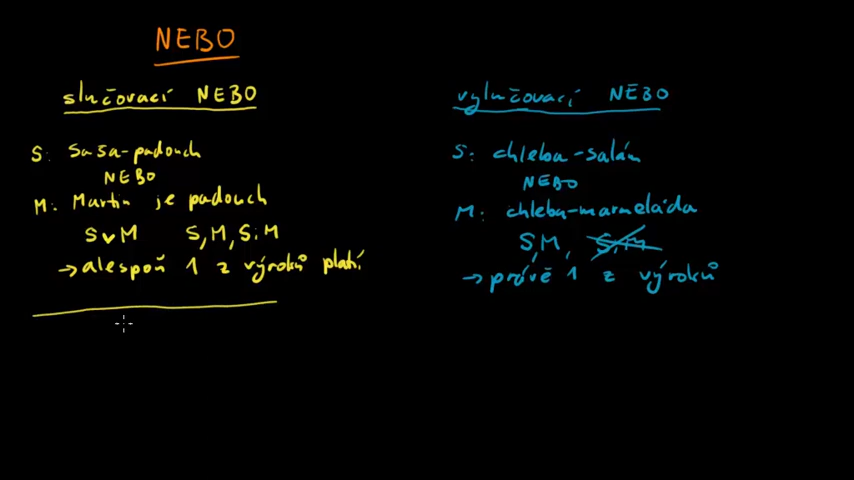 NEBO
slučovací NEBO
S: Saša-padouch
NEBO
M: Martin je padouch
S∨M S, M, S i M
→ alespoň 1 z výroků platí
vylučovací NEBO
S: chleba-salám
NEBO
M: chleba-marmeláda
S, M, S, M
→ právě 1 z výroků